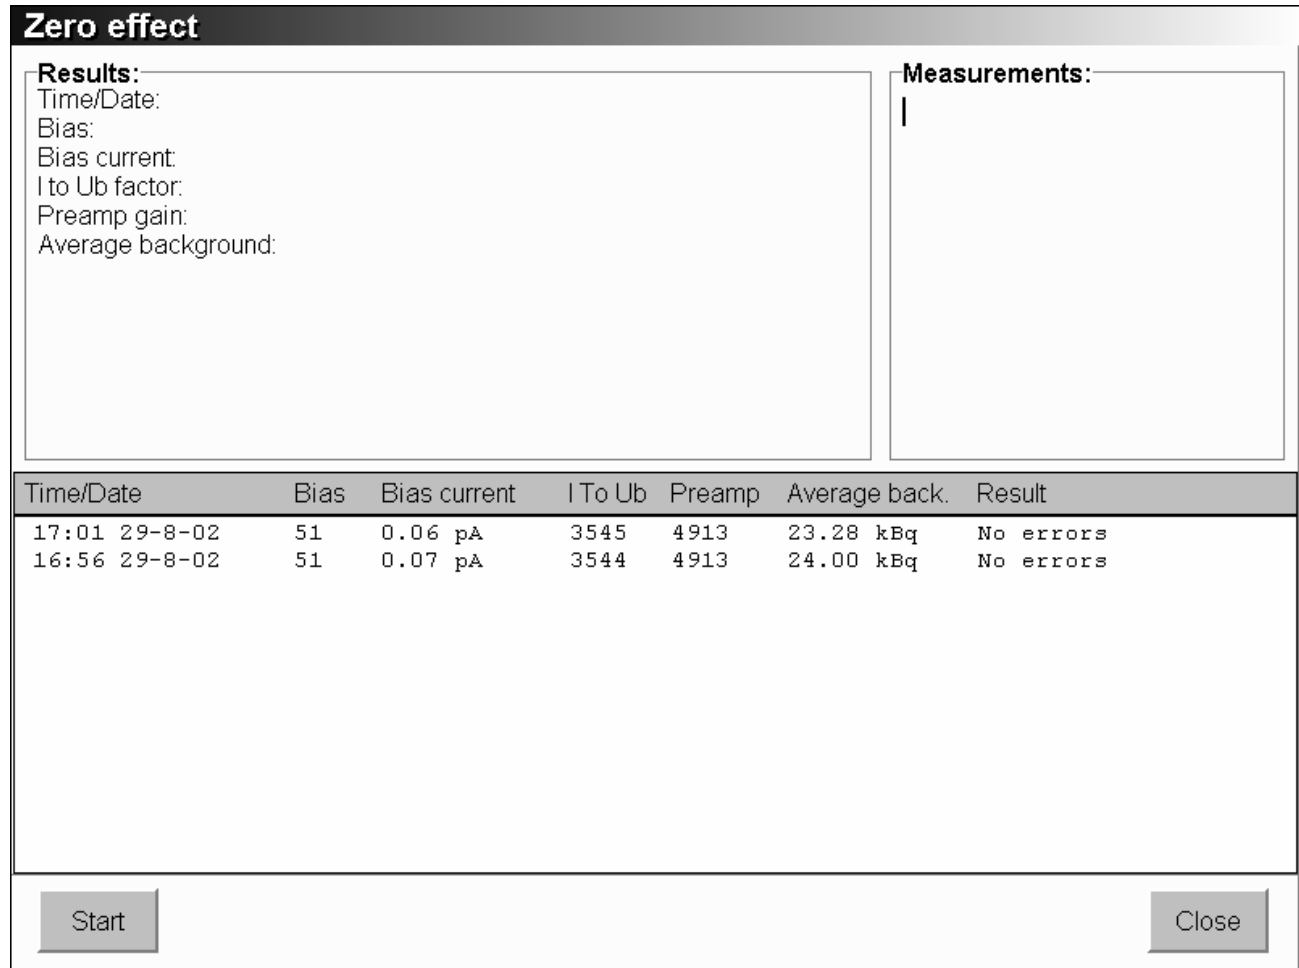 Zero effect
Results:
Time/Date:
Bias:
Bias current:
I to Ub factor:
Preamp gain:
Average background:
Measurements:
Time/Date Bias Bias current I To Ub Preamp Average back. Result
17:01 29-8-02 51 0.06 pA 3545 4913 23.28 kBq No errors
16:56 29-8-02 51 0.07 pA 3544 4913 24.00 kBq No errors
Start Close